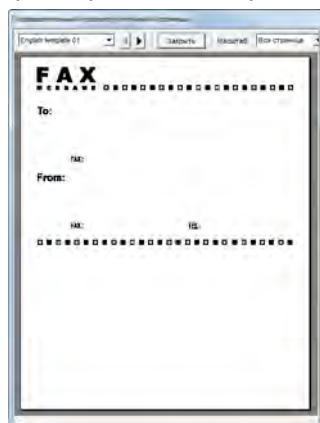 English template 01 Закрыть Масштаб: Вся страница
FAX
MESSAGE
To:
FAX:
From:
FAX: TEL: